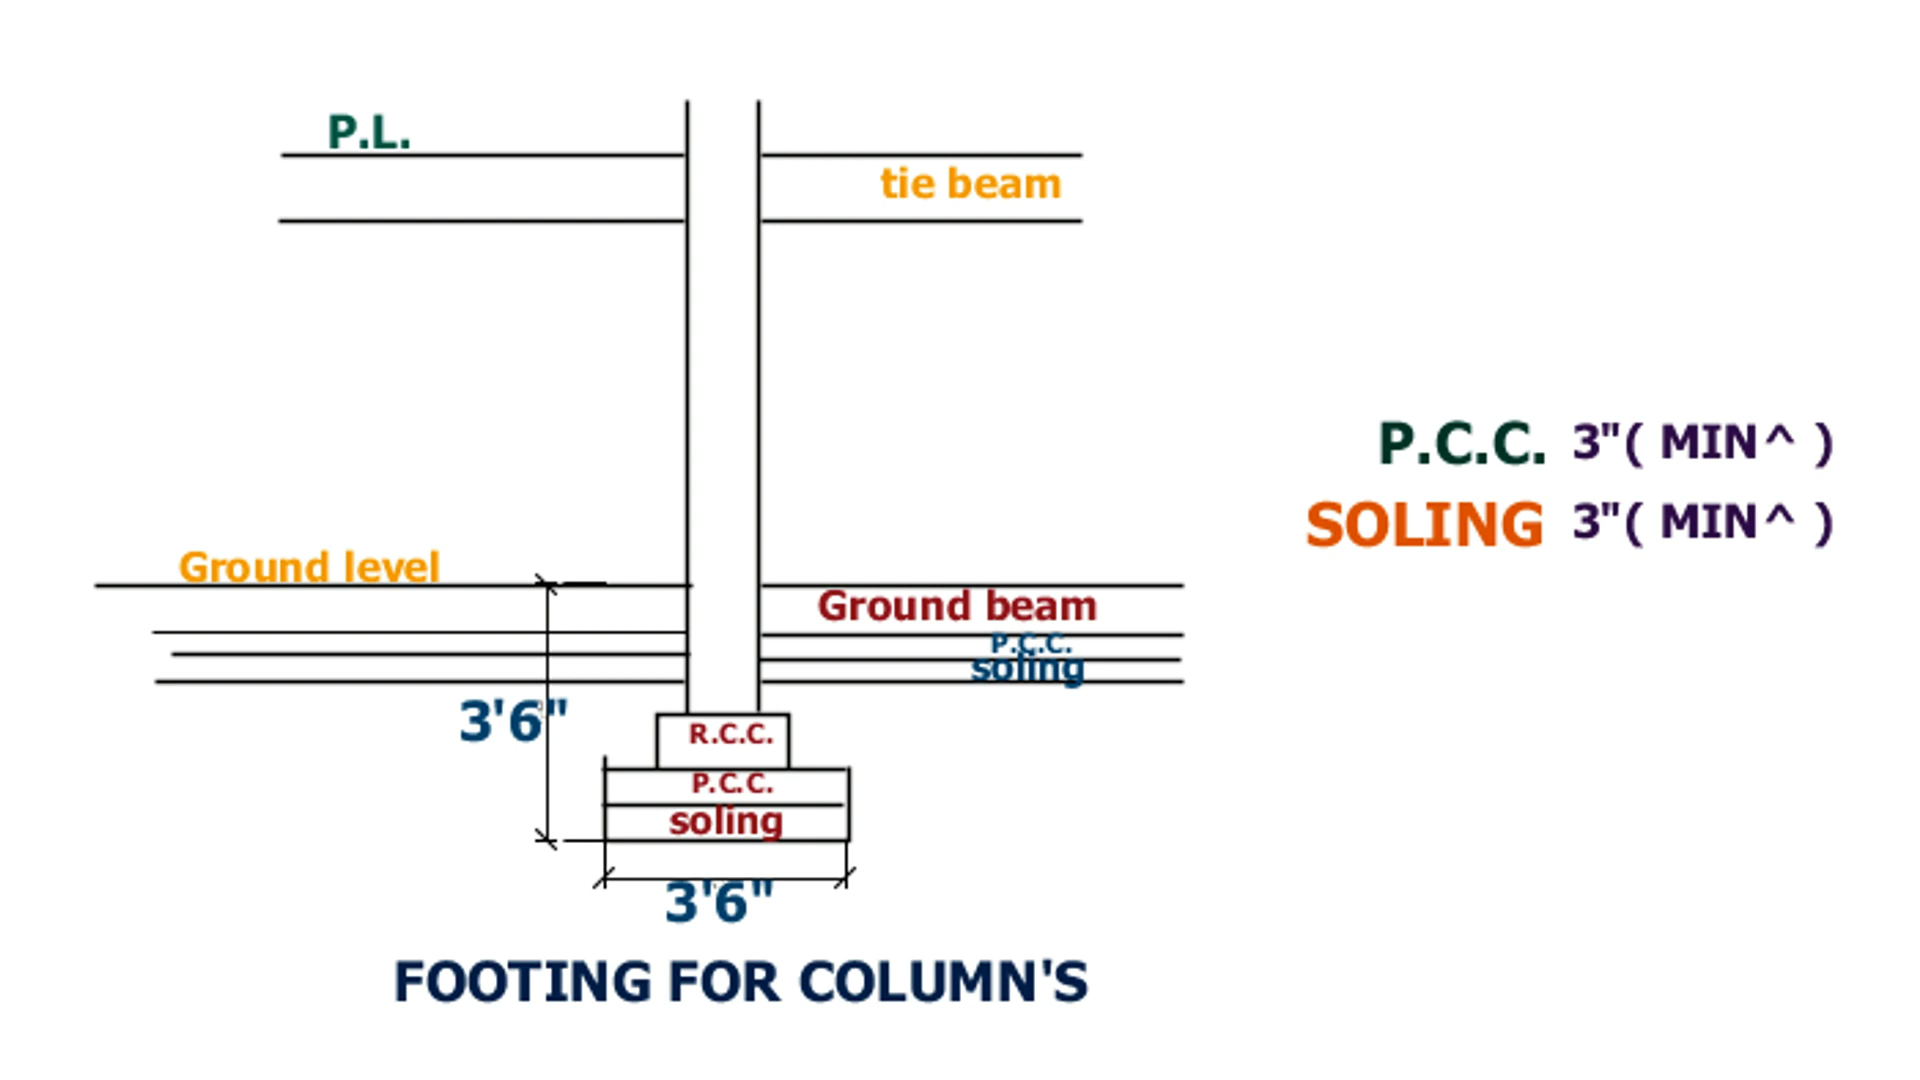 P.L.
tie beam
P.C.C. 3"( MIN^ )
SOLING 3"( MIN^ )
Ground level
Ground beam
P.C.C.
soling
3'6"
R.C.C.
P.C.C.
soling
3'6"
FOOTING FOR COLUMN'S